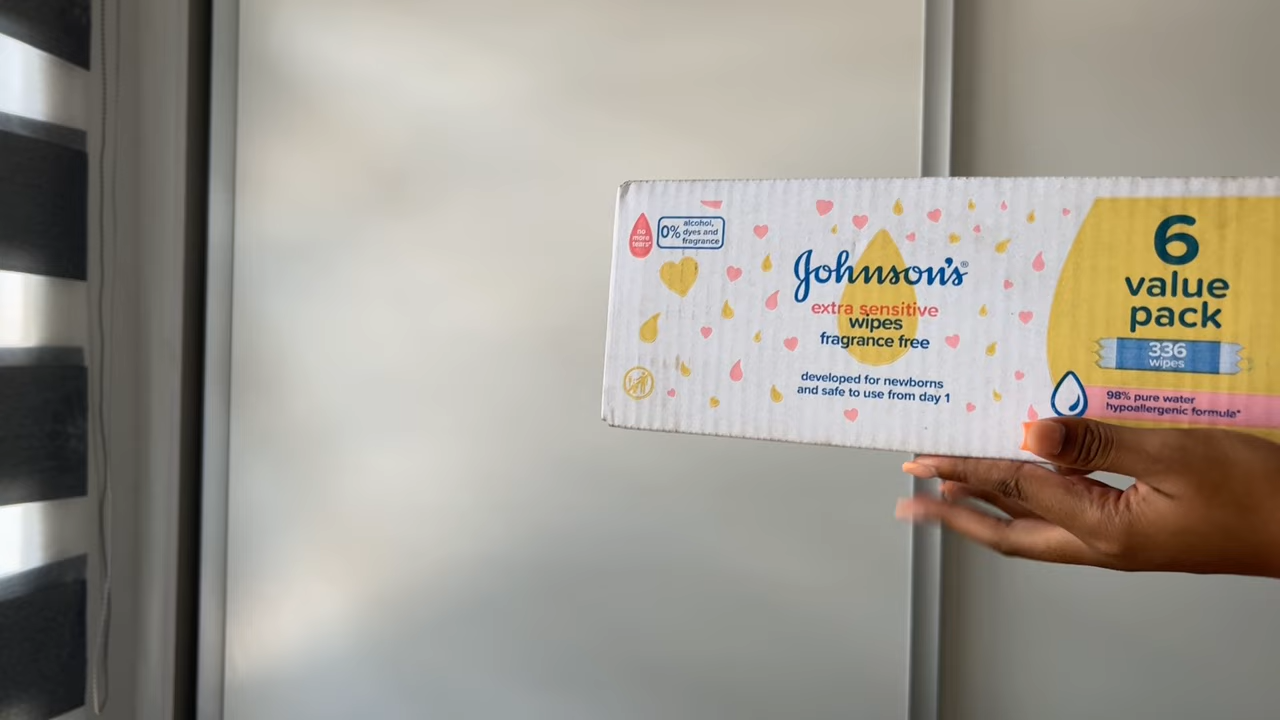 no
more
tears*
0%
alcohol,
dyes and
fragrance
Johnson's®
extra sensitive
wipes
fragrance free
developed for newborns
and safe to use from day 1
6
value
pack
336
wipes
98% pure water
hypoallergenic formula*